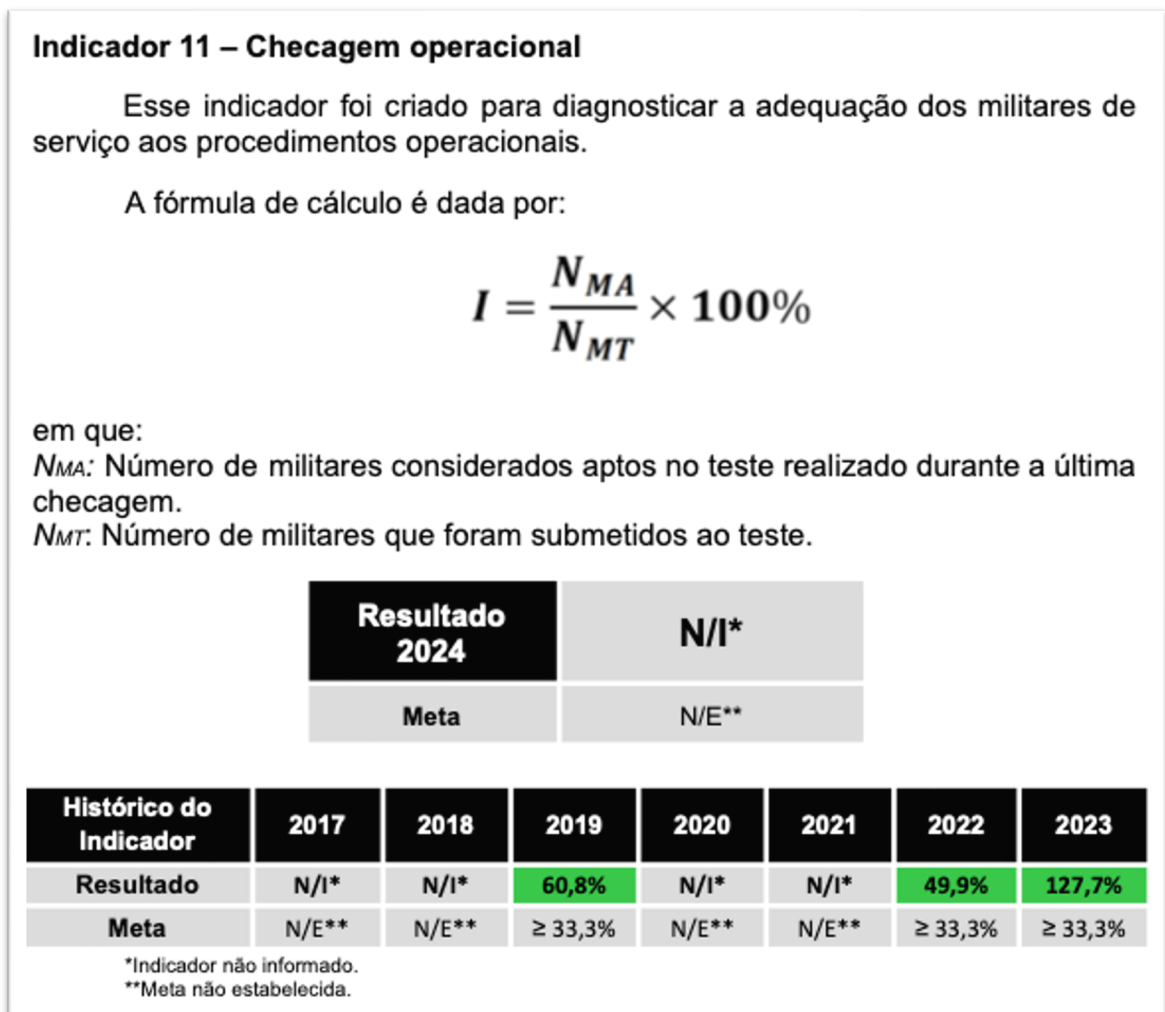 Indicador 11 – Checagem operacional
Esse indicador foi criado para diagnosticar a adequação dos militares de
serviço aos procedimentos operacionais.
A fórmula de cálculo é dada por:
I = N_MA / N_MT × 100%
em que:
NMA: Número de militares considerados aptos no teste realizado durante a última
checagem.
NMT: Número de militares que foram submetidos ao teste.
Resultado 2024 N/I*
Meta N/E**
Histórico do Indicador 2017 2018 2019 2020 2021 2022 2023
Resultado N/I* N/I* 60,8% N/I* N/I* 49,9% 127,7%
Meta N/E** N/E** ≥ 33,3% N/E** N/E** ≥ 33,3% ≥ 33,3%
*Indicador não informado.
**Meta não estabelecida.